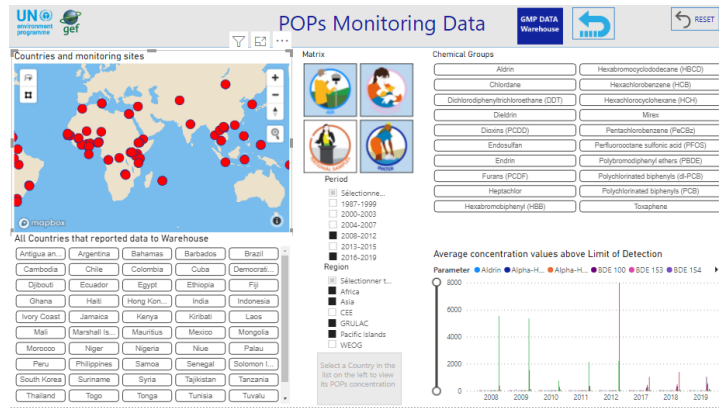 UN
environment
programme
gef
POPs Monitoring Data
GMP DATA
Warehouse
RESET
Countries and monitoring sites
mapbox
All Countries that reported data to Warehouse
Antigua an... Argentina Bahamas Barbados Brazil
Cambodia Chile Colombia Cuba Democrati...
Djibouti Ecuador Egypt Ethiopia Fiji
Ghana Haiti Hong Kon... India Indonesia
Ivory Coast Jamaica Kenya Kiribati Laos
Mali Marshall Is... Mauritius Mexico Mongolia
Morocco Niger Nigeria Niue Palau
Peru Philippines Samoa Senegal Solomon I...
South Korea Suriname Syria Tajikistan Tanzania
Thailand Togo Tonga Tunisia Tuvalu
Matrix
AIR
WATER
Period
Sélectionne...
1987-1999
2000-2003
2004-2007
2008-2012
2013-2015
2016-2019
Region
Sélectionner t...
Africa
Asia
CEE
GRULAC
Pacific Islands
WEOG
Select a Country in the
list on the left to view
its POPs concentration
Chemical Groups
Aldrin Hexabromocyclododecane (HBCD)
Chlordane Hexachlorobenzene (HCB)
Dichlorodiphenyltrichloroethane (DDT) Hexachlorocyclohexane (HCH)
Dieldrin Mirex
Dioxins (PCDD) Pentachlorobenzene (PeCBz)
Endosulfan Perfluorooctane sulfonic acid (PFOS)
Endrin Polybromodiphenyl ethers (PBDE)
Furans (PCDF) Polychlorinated biphenyls (dl-PCB)
Heptachlor Polychlorinated biphenyls (PCB)
Hexabromobiphenyl (HBB) Toxaphene
Average concentration values above Limit of Detection
Parameter Aldrin Alpha-H... Alpha-H... BDE 100 BDE 153 BDE 154
8000
6000
4000
2000
0
2008 2009 2010 2011 2012 2017 2018 2019